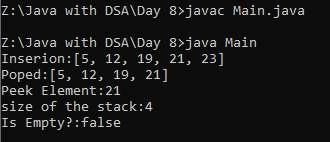 Z:\Java with DSA\Day 8>javac Main.java
Z:\Java with DSA\Day 8>java Main
Inserion:[5, 12, 19, 21, 23]
Poped:[5, 12, 19, 21]
Peek Element:21
size of the stack:4
Is Empty?:false